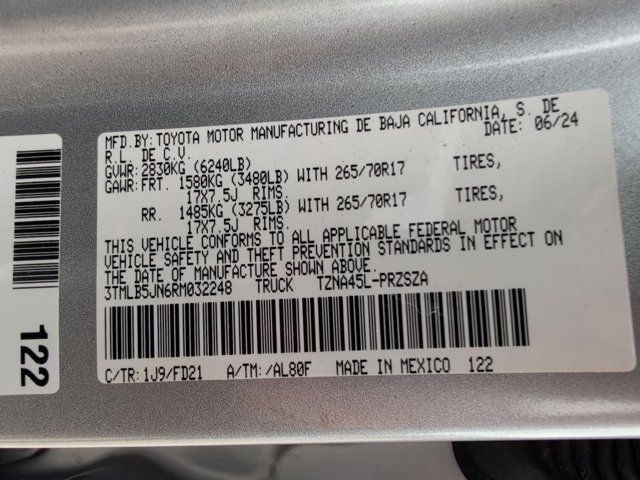 MFD.BY:TOYOTA MOTOR MANUFACTURING DE BAJA CALIFORNIA, S. DE
R.L. DE C.V. DATE: 06/24
GVWR:2830KG (6240LB)
GAWR:FRT. 1580KG (3480LB) WITH 265/70R17 TIRES,
17X7.5J RIMS.
RR. 1485KG (3275LB) WITH 265/70R17 TIRES,
17X7.5J RIMS.
THIS VEHICLE CONFORMS TO ALL APPLICABLE FEDERAL MOTOR
VEHICLE SAFETY AND THEFT PREVENTION STANDARDS IN EFFECT ON
THE DATE OF MANUFACTURE SHOWN ABOVE.
3TMLB5JN6RM032248 TRUCK TZNA45L-PRZSZA
C/TR:1J9/FD21 A/TM:/AL80F MADE IN MEXICO 122
122